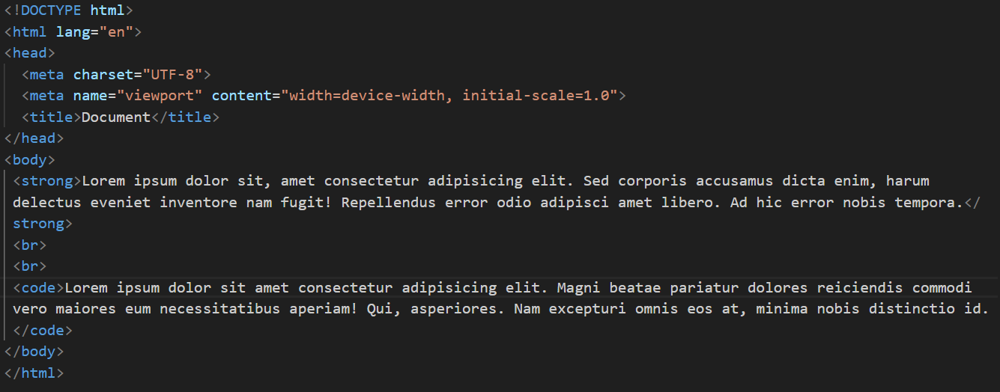 <!DOCTYPE html>
<html lang="en">
<head>
  <meta charset="UTF-8">
  <meta name="viewport" content="width=device-width, initial-scale=1.0">
  <title>Document</title>
</head>
<body>
 <strong>Lorem ipsum dolor sit, amet consectetur adipisicing elit. Sed corporis accusamus dicta enim, harum
 delectus eveniet inventore nam fugit! Repellendus error odio adipisci amet libero. Ad hic error nobis tempora.</
 strong>
 <br>
 <br>
 <code>Lorem ipsum dolor sit amet consectetur adipisicing elit. Magni beatae pariatur dolores reiciendis commodi
 vero maiores eum necessitatibus aperiam! Qui, asperiores. Nam excepturi omnis eos at, minima nobis distinctio id.
 </code>
</body>
</html>